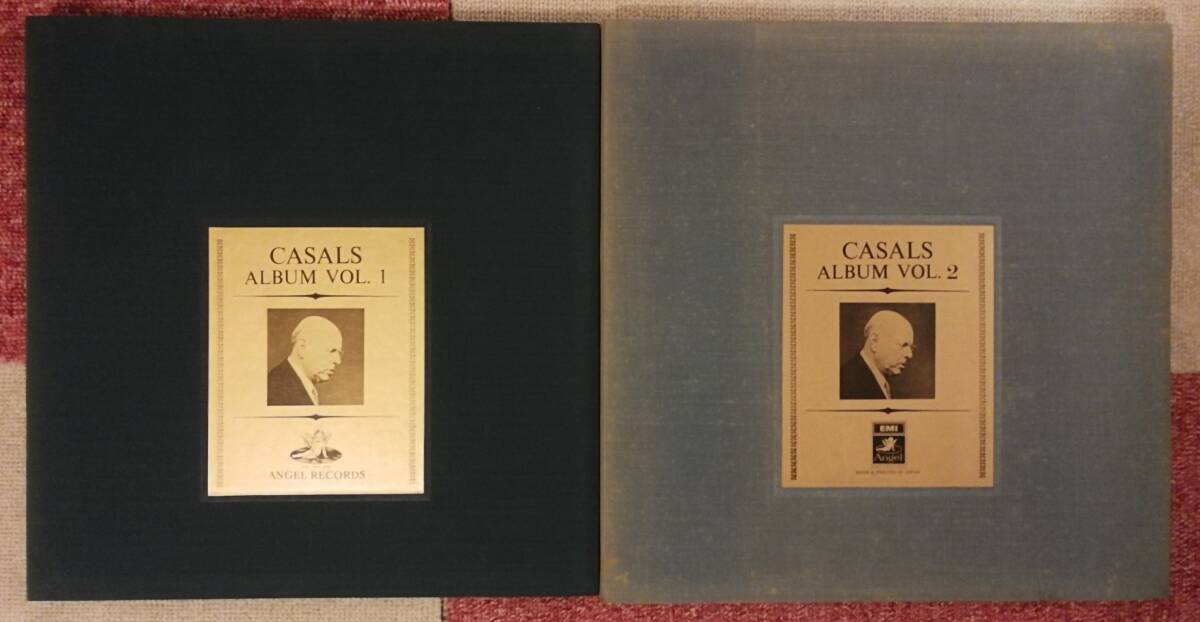 CASALS
ALBUM VOL. 1
ANGEL RECORDS
CASALS
ALBUM VOL. 2
EMI
Angel